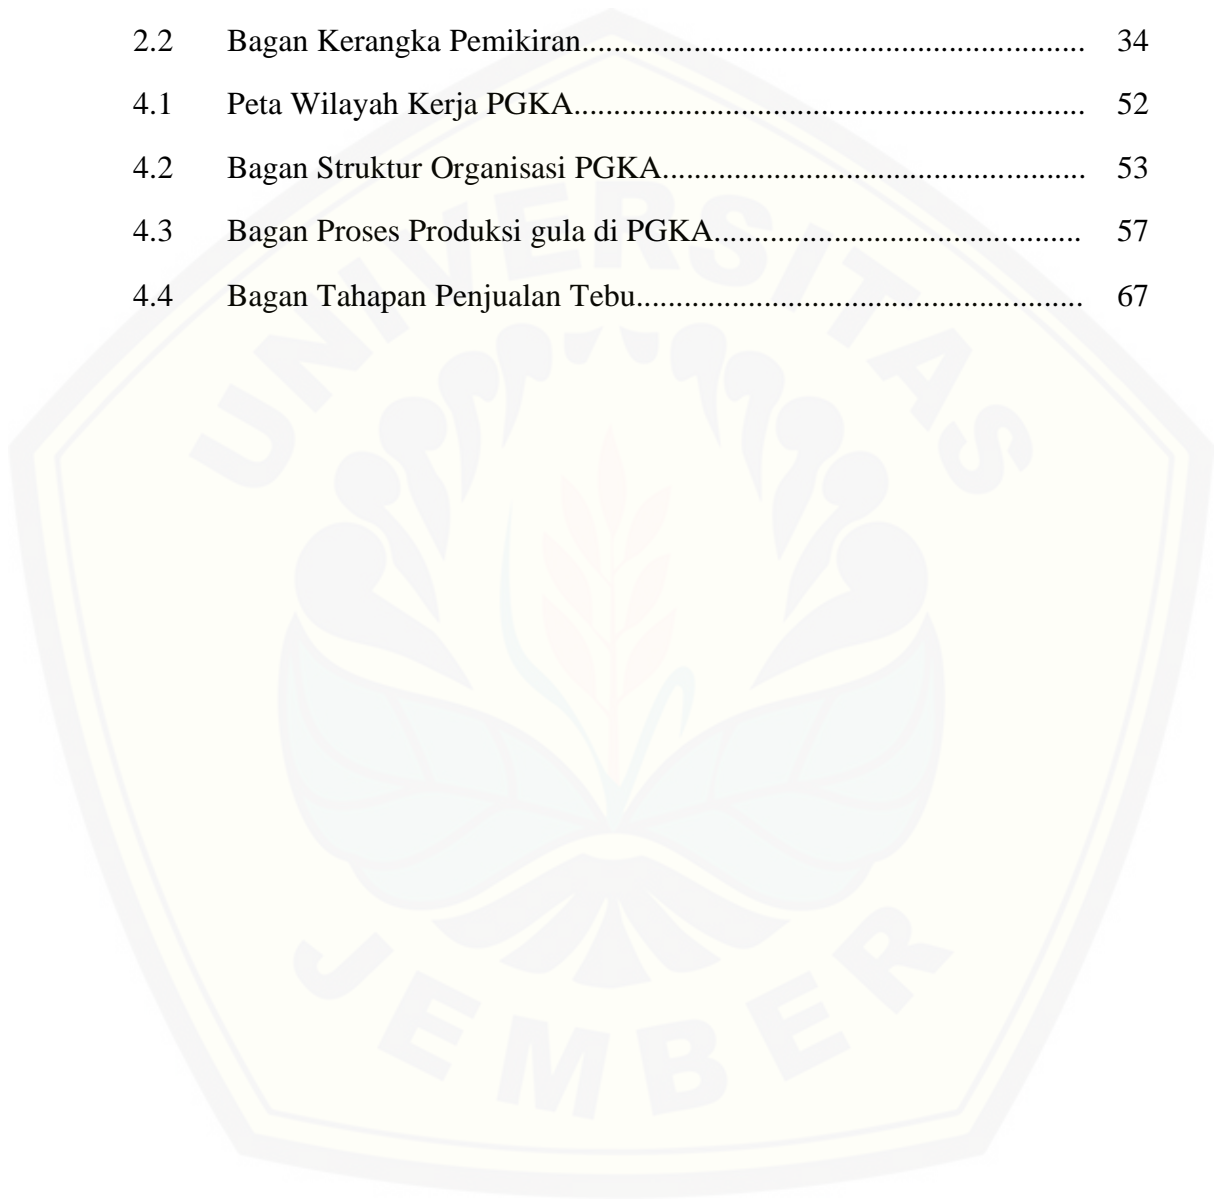 2.2 Bagan Kerangka Pemikiran............................................................... 34
4.1 Peta Wilayah Kerja PGKA................................................................ 52
4.2 Bagan Struktur Organisasi PGKA..................................................... 53
4.3 Bagan Proses Produksi gula di PGKA.............................................. 57
4.4 Bagan Tahapan Penjualan Tebu........................................................ 67
UNIVERSITAS
JEMBER